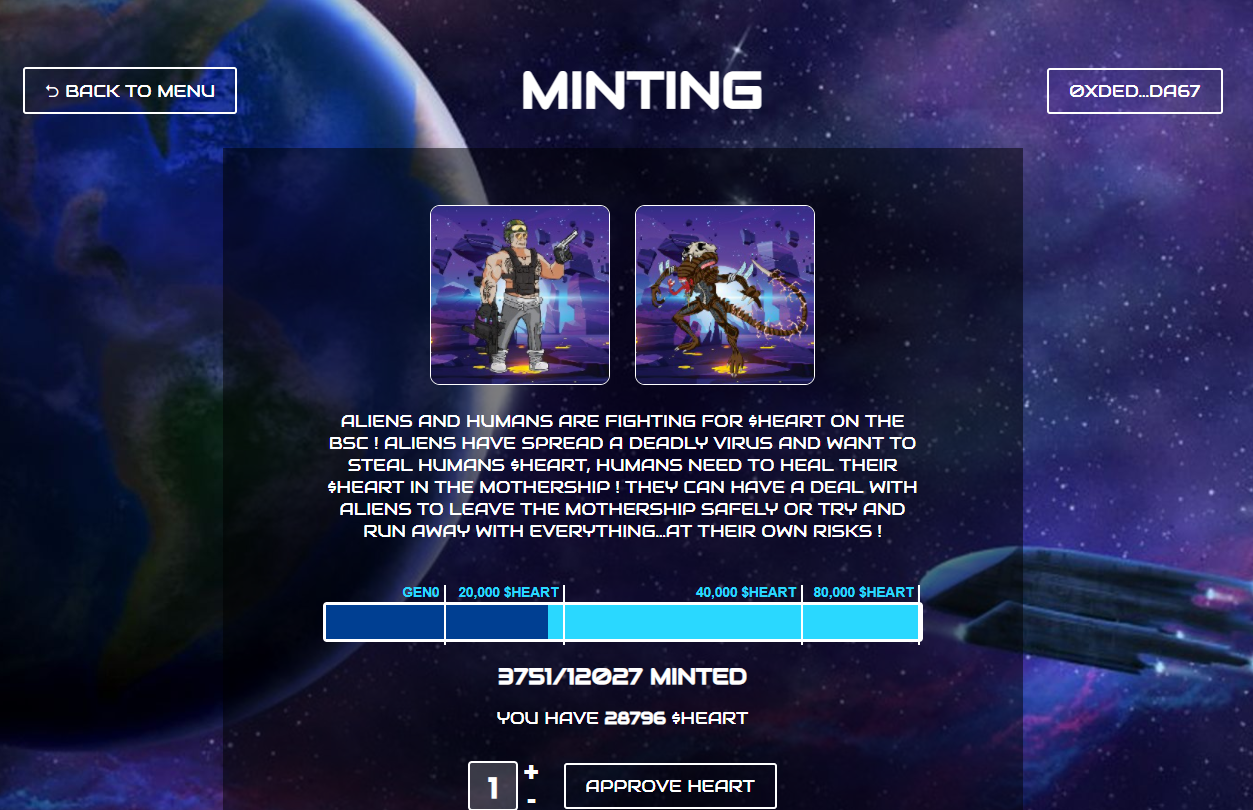 ⮌ BACK TO MENU
MINTING
0XDED...DA67
ALIENS AND HUMANS ARE FIGHTING FOR $HEART ON THE
BSC ! ALIENS HAVE SPREAD A DEADLY VIRUS AND WANT TO
STEAL HUMANS $HEART, HUMANS NEED TO HEAL THEIR
$HEART IN THE MOTHERSHIP ! THEY CAN HAVE A DEAL WITH
ALIENS TO LEAVE THE MOTHERSHIP SAFELY OR TRY AND
RUN AWAY WITH EVERYTHING...AT THEIR OWN RISKS !
GEN0 20,000 $HEART 40,000 $HEART 80,000 $HEART
3751/12027 MINTED
YOU HAVE 28796 $HEART
1 + -
APPROVE HEART